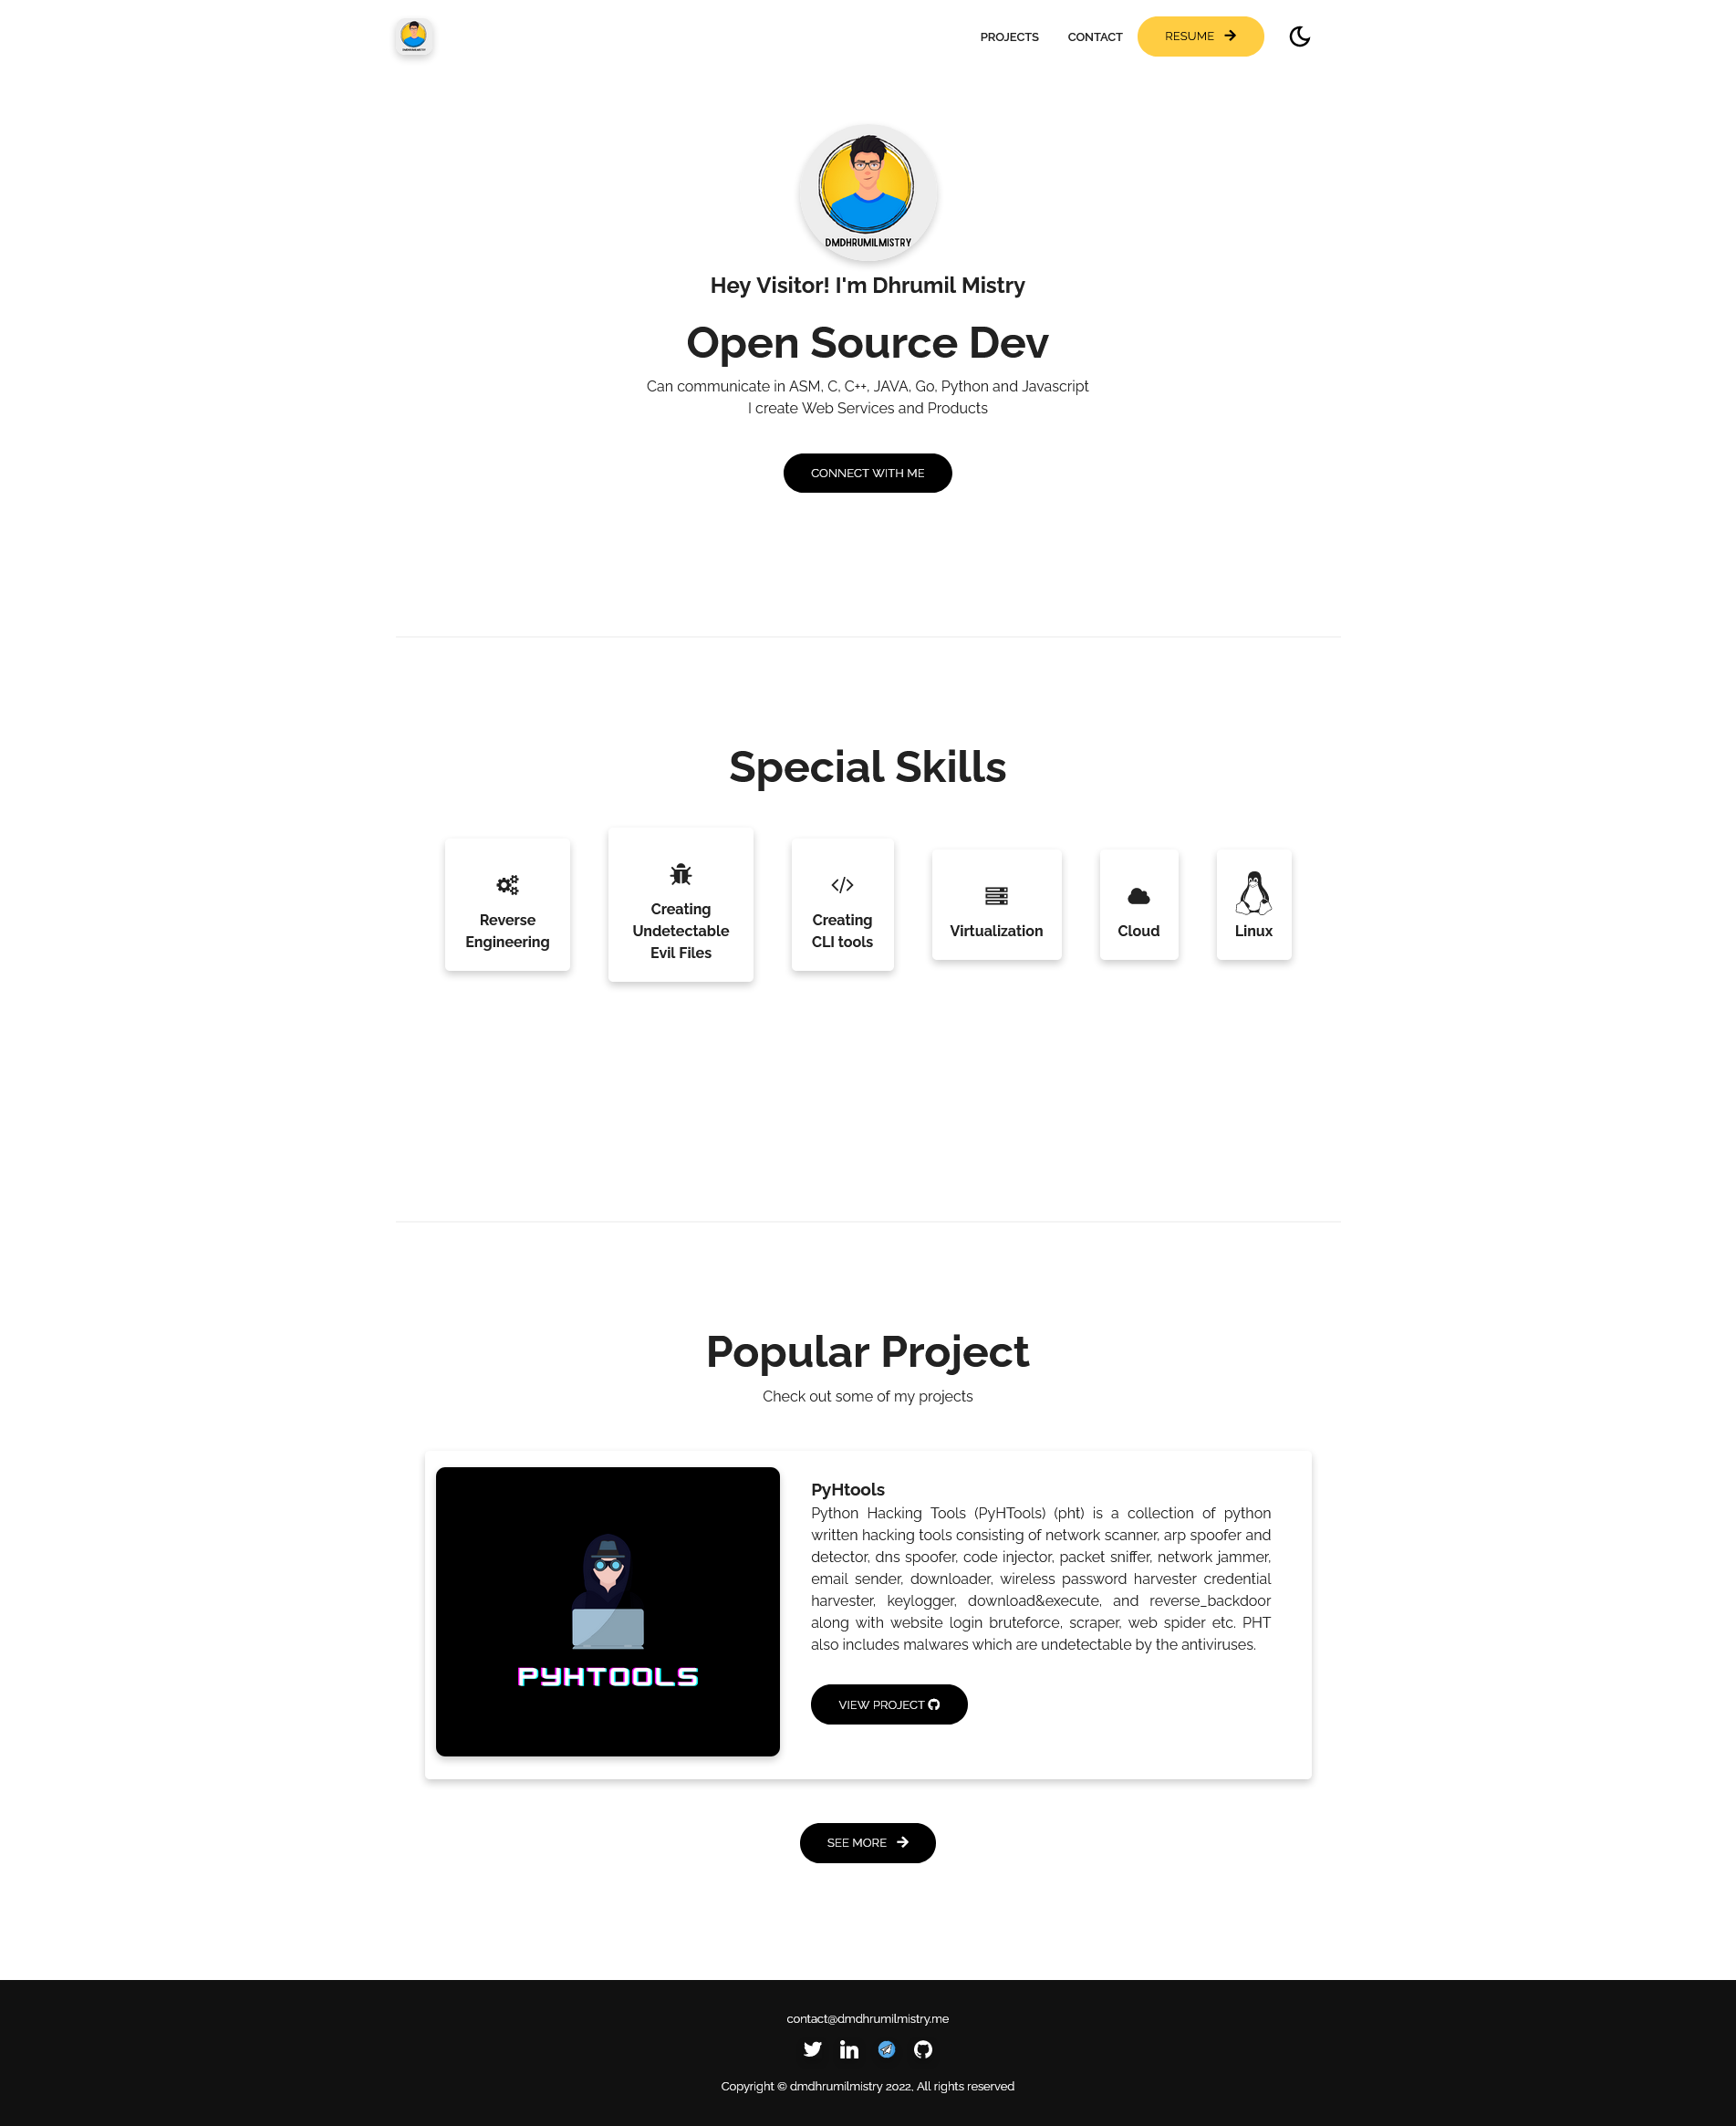 DMDHRUMILMISTRY
PROJECTS
CONTACT
RESUME
DMDHRUMILMISTRY
Hey Visitor! I'm Dhrumil Mistry
Open Source Dev
Can communicate in ASM, C, C++, JAVA, Go, Python and Javascript
I create Web Services and Products
CONNECT WITH ME
Special Skills
Reverse
Engineering
Creating
Undetectable
Evil Files
Creating
CLI tools
Virtualization
Cloud
Linux
Popular Project
Check out some of my projects
PYHTOOLS
PyHtools
Python Hacking Tools (PyHTools) (pht) is a collection of python
written hacking tools consisting of network scanner, arp spoofer and
detector, dns spoofer, code injector, packet sniffer, network jammer,
email sender, downloader, wireless password harvester credential
harvester, keylogger, download&execute, and reverse_backdoor
along with website login bruteforce, scraper, web spider etc. PHT
also includes malwares which are undetectable by the antiviruses.
VIEW PROJECT
SEE MORE
contact@dmdhrumilmistry.me
Copyright © dmdhrumilmistry 2022, All rights reserved